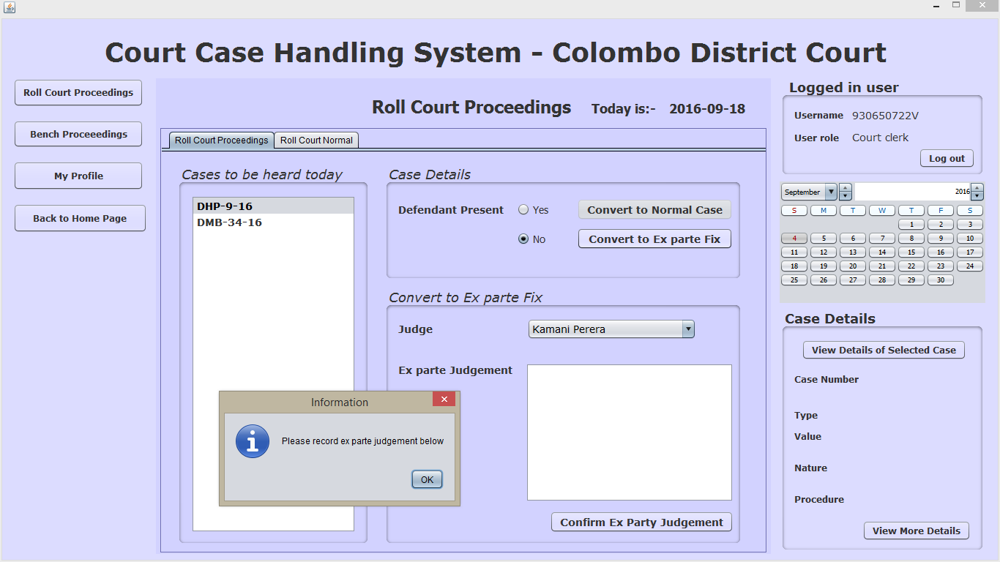 Court Case Handling System - Colombo District Court
Roll Court Proceedings
Bench Proceeedings
My Profile
Back to Home Page
Roll Court Proceedings Today is:- 2016-09-18
Roll Court Proceedings Roll Court Normal
Cases to be heard today
DHP-9-16
DMB-34-16
Case Details
Defendant Present Yes Convert to Normal Case
No Convert to Ex parte Fix
Convert to Ex parte Fix
Judge Kamani Perera
Ex parte Judgement
Confirm Ex Party Judgement
Information
Please record ex parte judgement below
OK
Logged in user
Username 930650722V
User role Court clerk
Log out
September 2016
S M T W T F S
1 2 3
4 5 6 7 8 9 10
11 12 13 14 15 16 17
18 19 20 21 22 23 24
25 26 27 28 29 30
Case Details
View Details of Selected Case
Case Number
Type
Value
Nature
Procedure
View More Details